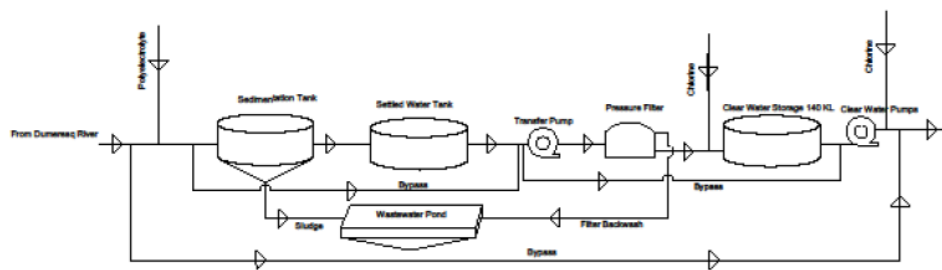 Polyelectrolyte
Chlorine
Chlorine
Sedimentation Tank
Settled Water Tank
Transfer Pump
Pressure Filter
Clear Water Storage 140 KL
Clear Water Pumps
From Dumeresq River
Bypass
Bypass
Sludge
Wastewater Pond
Filter Backwash
Bypass